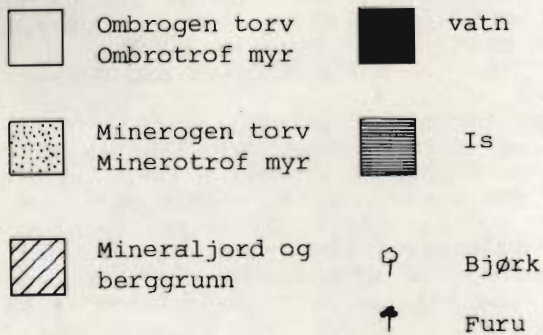 Ombrogen torv
Ombrotrof myr
Minerogen torv
Minerotrof myr
Mineraljord og
berggrunn
vatn
Is
Bjørk
Furu